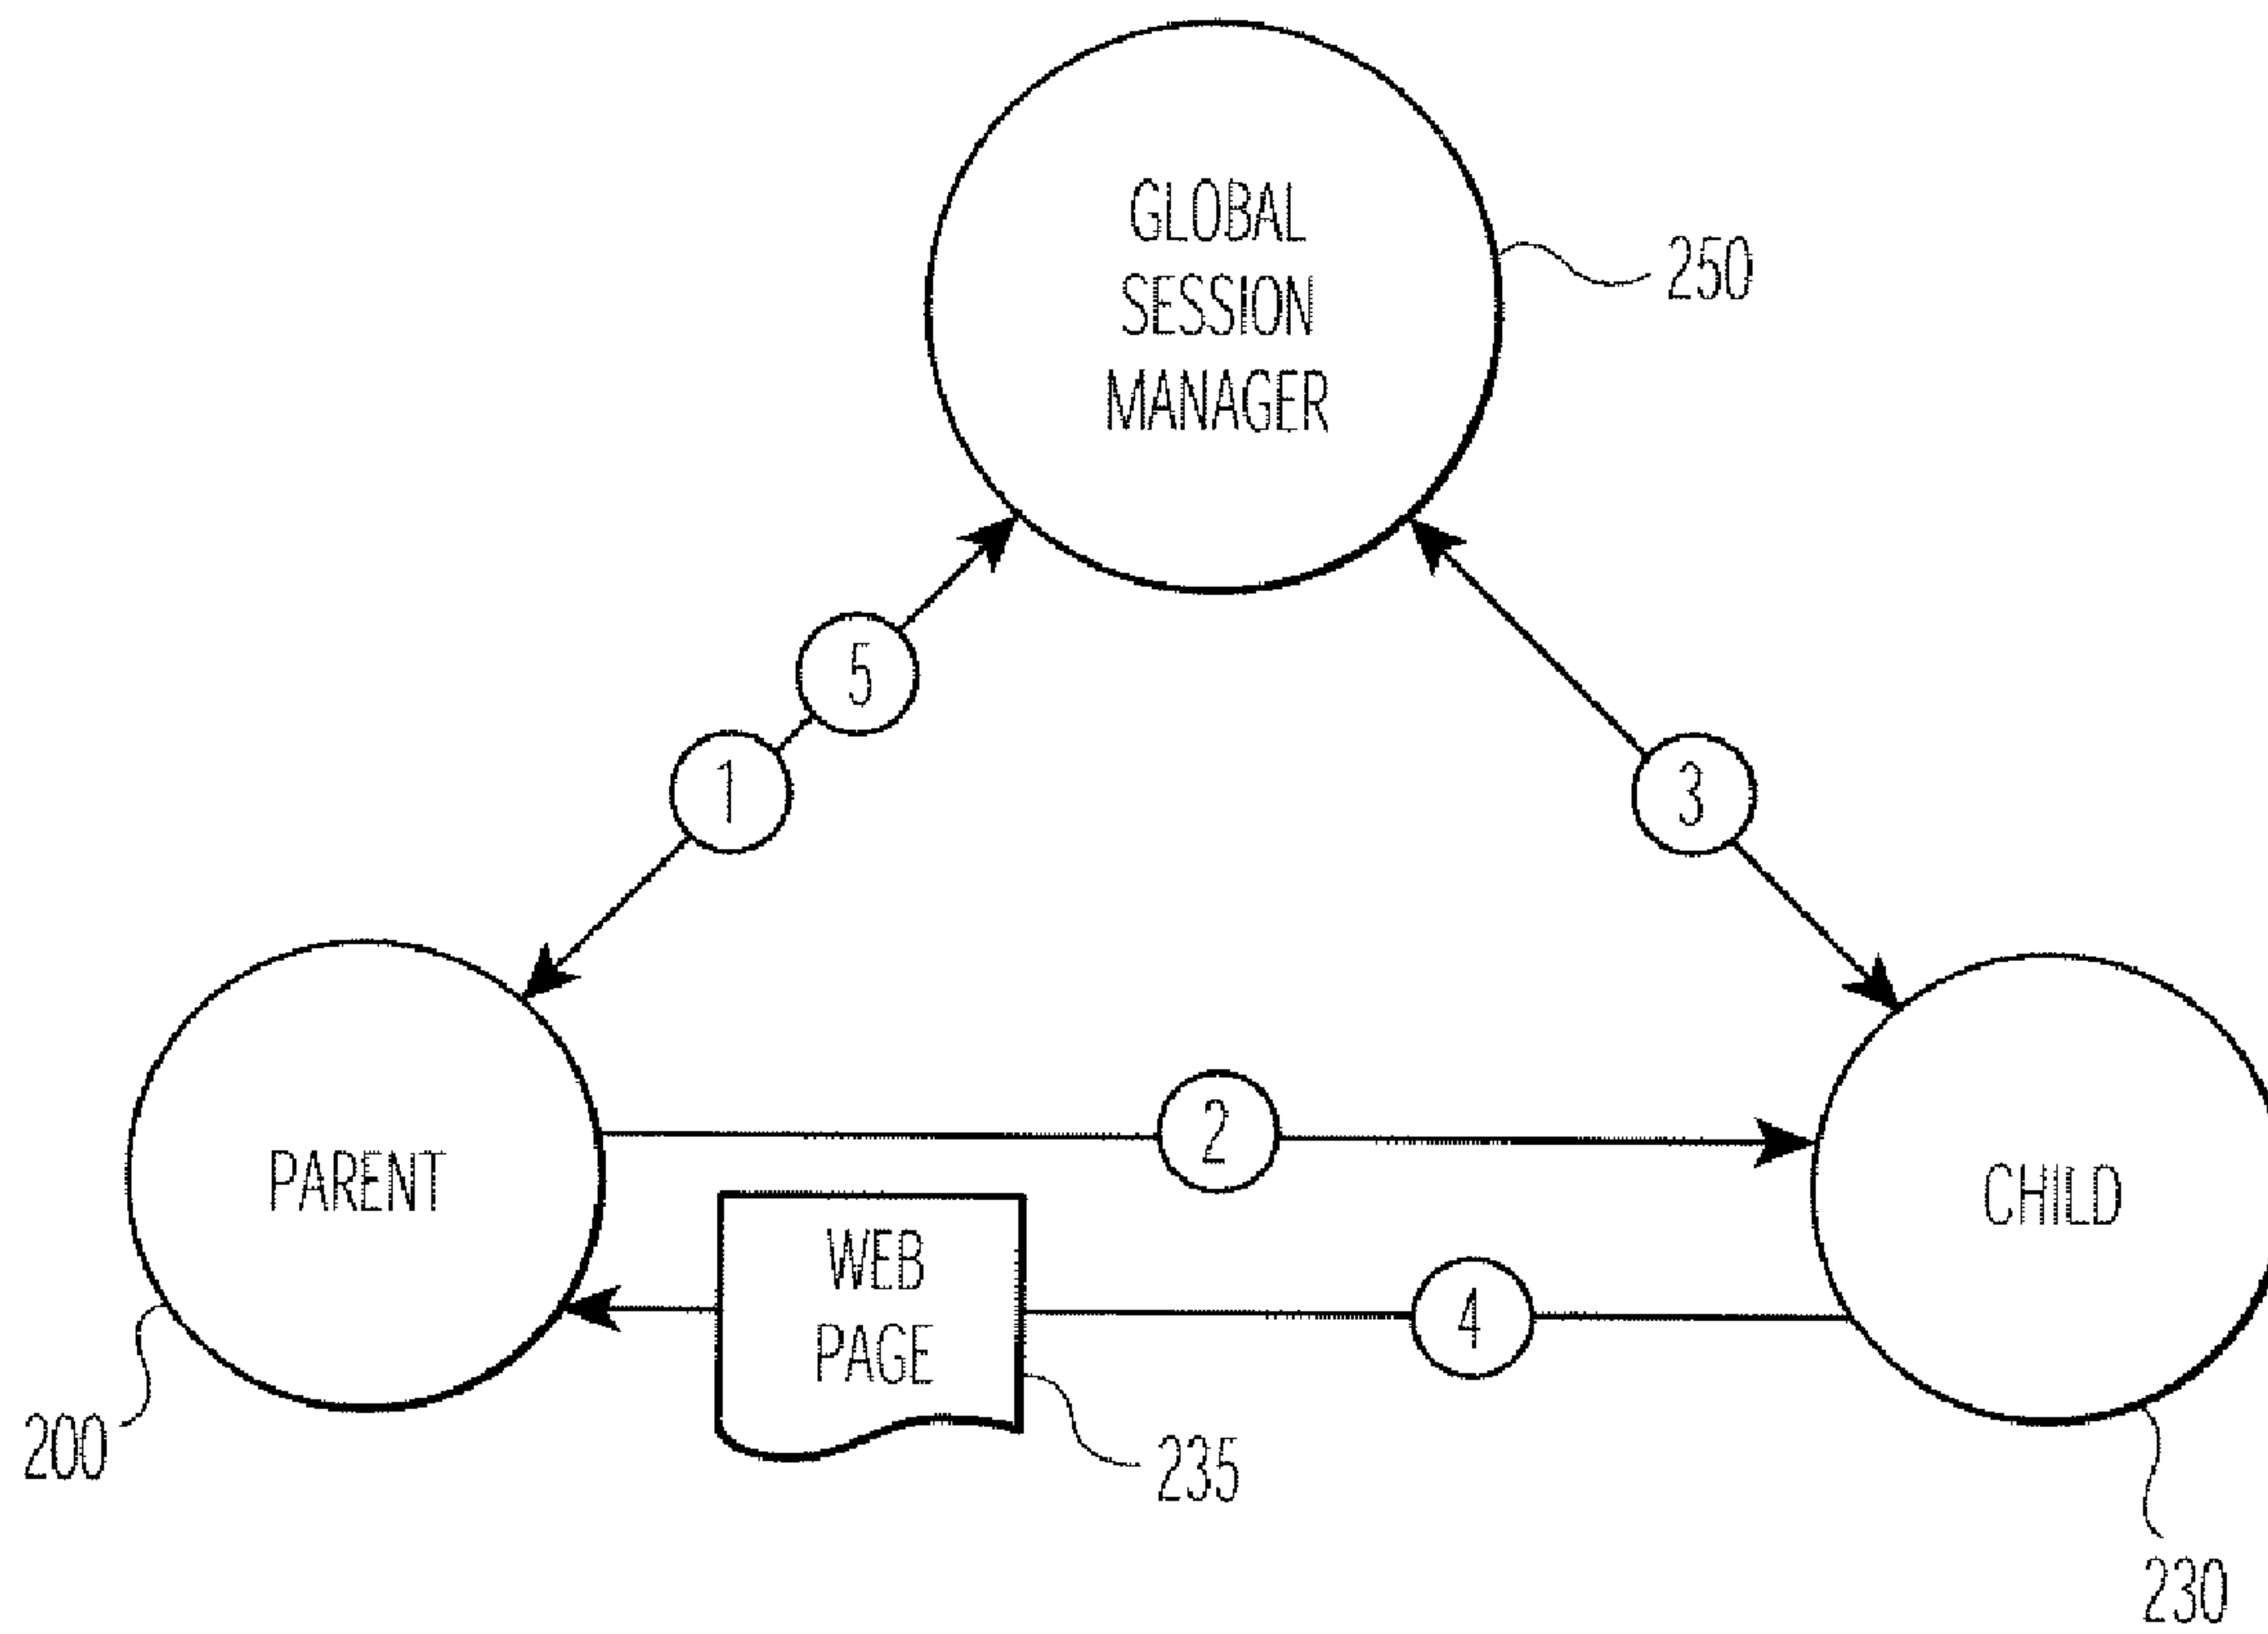 GLOBAL
SESSION
MANAGER
250
5
1
3
2
PARENT
CHILD
WEB
PAGE
4
200
235
230